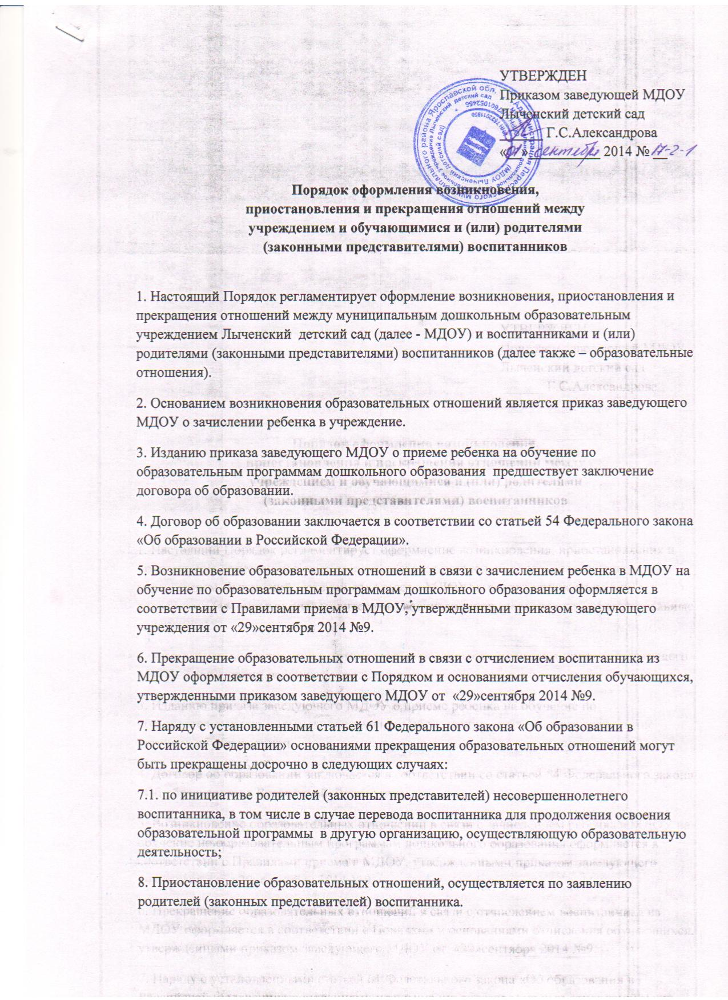 УТВЕРЖДЕН
Приказом заведующей МДОУ
Лыченский детский сад
______ Г.С.Александрова
«01» сентября 2014 № 17-2-1
Порядок оформления возникновения,
приостановления и прекращения отношений между
учреждением и обучающимися и (или) родителями
(законными представителями) воспитанников
1. Настоящий Порядок регламентирует оформление возникновения, приостановления и
прекращения отношений между муниципальным дошкольным образовательным
учреждением Лыченский  детский сад (далее - МДОУ) и воспитанниками и (или)
родителями (законными представителями) воспитанников (далее также – образовательные
отношения).
2. Основанием возникновения образовательных отношений является приказ заведующего
МДОУ о зачислении ребенка в учреждение.
3. Изданию приказа заведующего МДОУ о приеме ребенка на обучение по
образовательным программам дошкольного образования  предшествует заключение
договора об образовании.
4. Договор об образовании заключается в соответствии со статьей 54 Федерального закона
«Об образовании в Российской Федерации».
5. Возникновение образовательных отношений в связи с зачислением ребенка в МДОУ на
обучение по образовательным программам дошкольного образования оформляется в
соответствии с Правилами приема в МДОУ, утверждёнными приказом заведующего
учреждения от «29»сентября 2014 №9.
6. Прекращение образовательных отношений в связи с отчислением воспитанника из
МДОУ оформляется в соответствии с Порядком и основаниями отчисления обучающихся,
утвержденными приказом заведующего МДОУ от  «29»сентября 2014 №9.
7. Наряду с установленными статьей 61 Федерального закона «Об образовании в
Российской Федерации» основаниями прекращения образовательных отношений могут
быть прекращены досрочно в следующих случаях:
7.1. по инициативе родителей (законных представителей) несовершеннолетнего
воспитанника, в том числе в случае перевода воспитанника для продолжения освоения
образовательной программы  в другую организацию, осуществляющую образовательную
деятельность;
8. Приостановление образовательных отношений, осуществляется по заявлению
родителей (законных представителей) воспитанника.